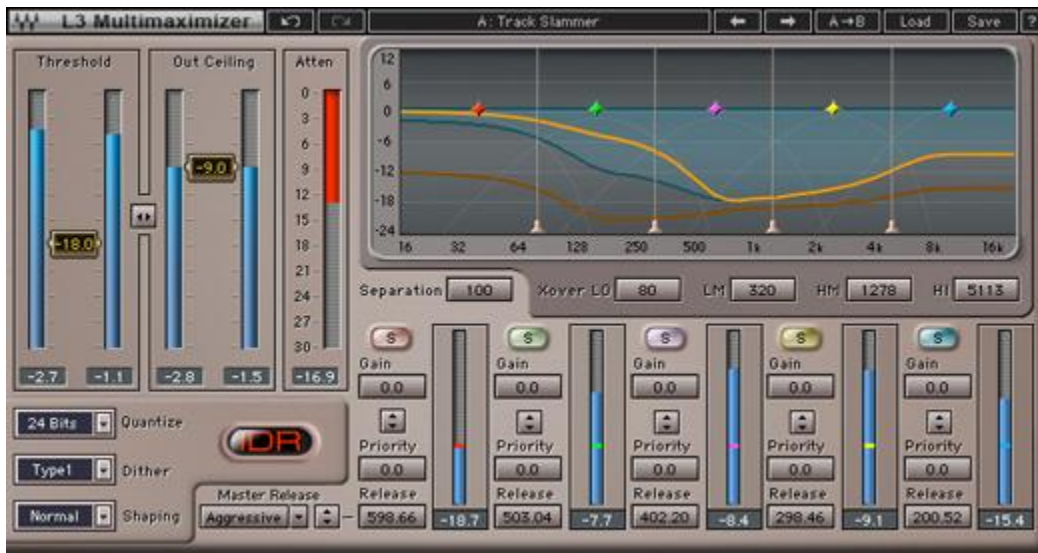 L3 Multimaximizer A: Track Slammer A→B Load Save ?
Threshold Out Ceiling Atten
0
3
6
9
12
15
18
21
24
27
30
-18.0
-9.0
-2.7 -1.1 -2.8 -1.5 -16.9
12
6
0
-6
-12
-18
-24
16 32 64 128 250 500 1k 2k 4k 8k 16k
Separation 100 Xover LO 80 LM 320 HM 1278 HI 5113
S S S S S
Gain Gain Gain Gain Gain
0.0 0.0 0.0 0.0 0.0
Priority Priority Priority Priority Priority
0.0 0.0 0.0 0.0 0.0
Release Release Release Release Release
598.66 -18.7 503.04 -7.7 402.20 -8.4 298.46 -9.1 200.52 -15.4
24 Bits Quantize
IDR
Type1 Dither
Master Release
Normal Shaping Aggressive